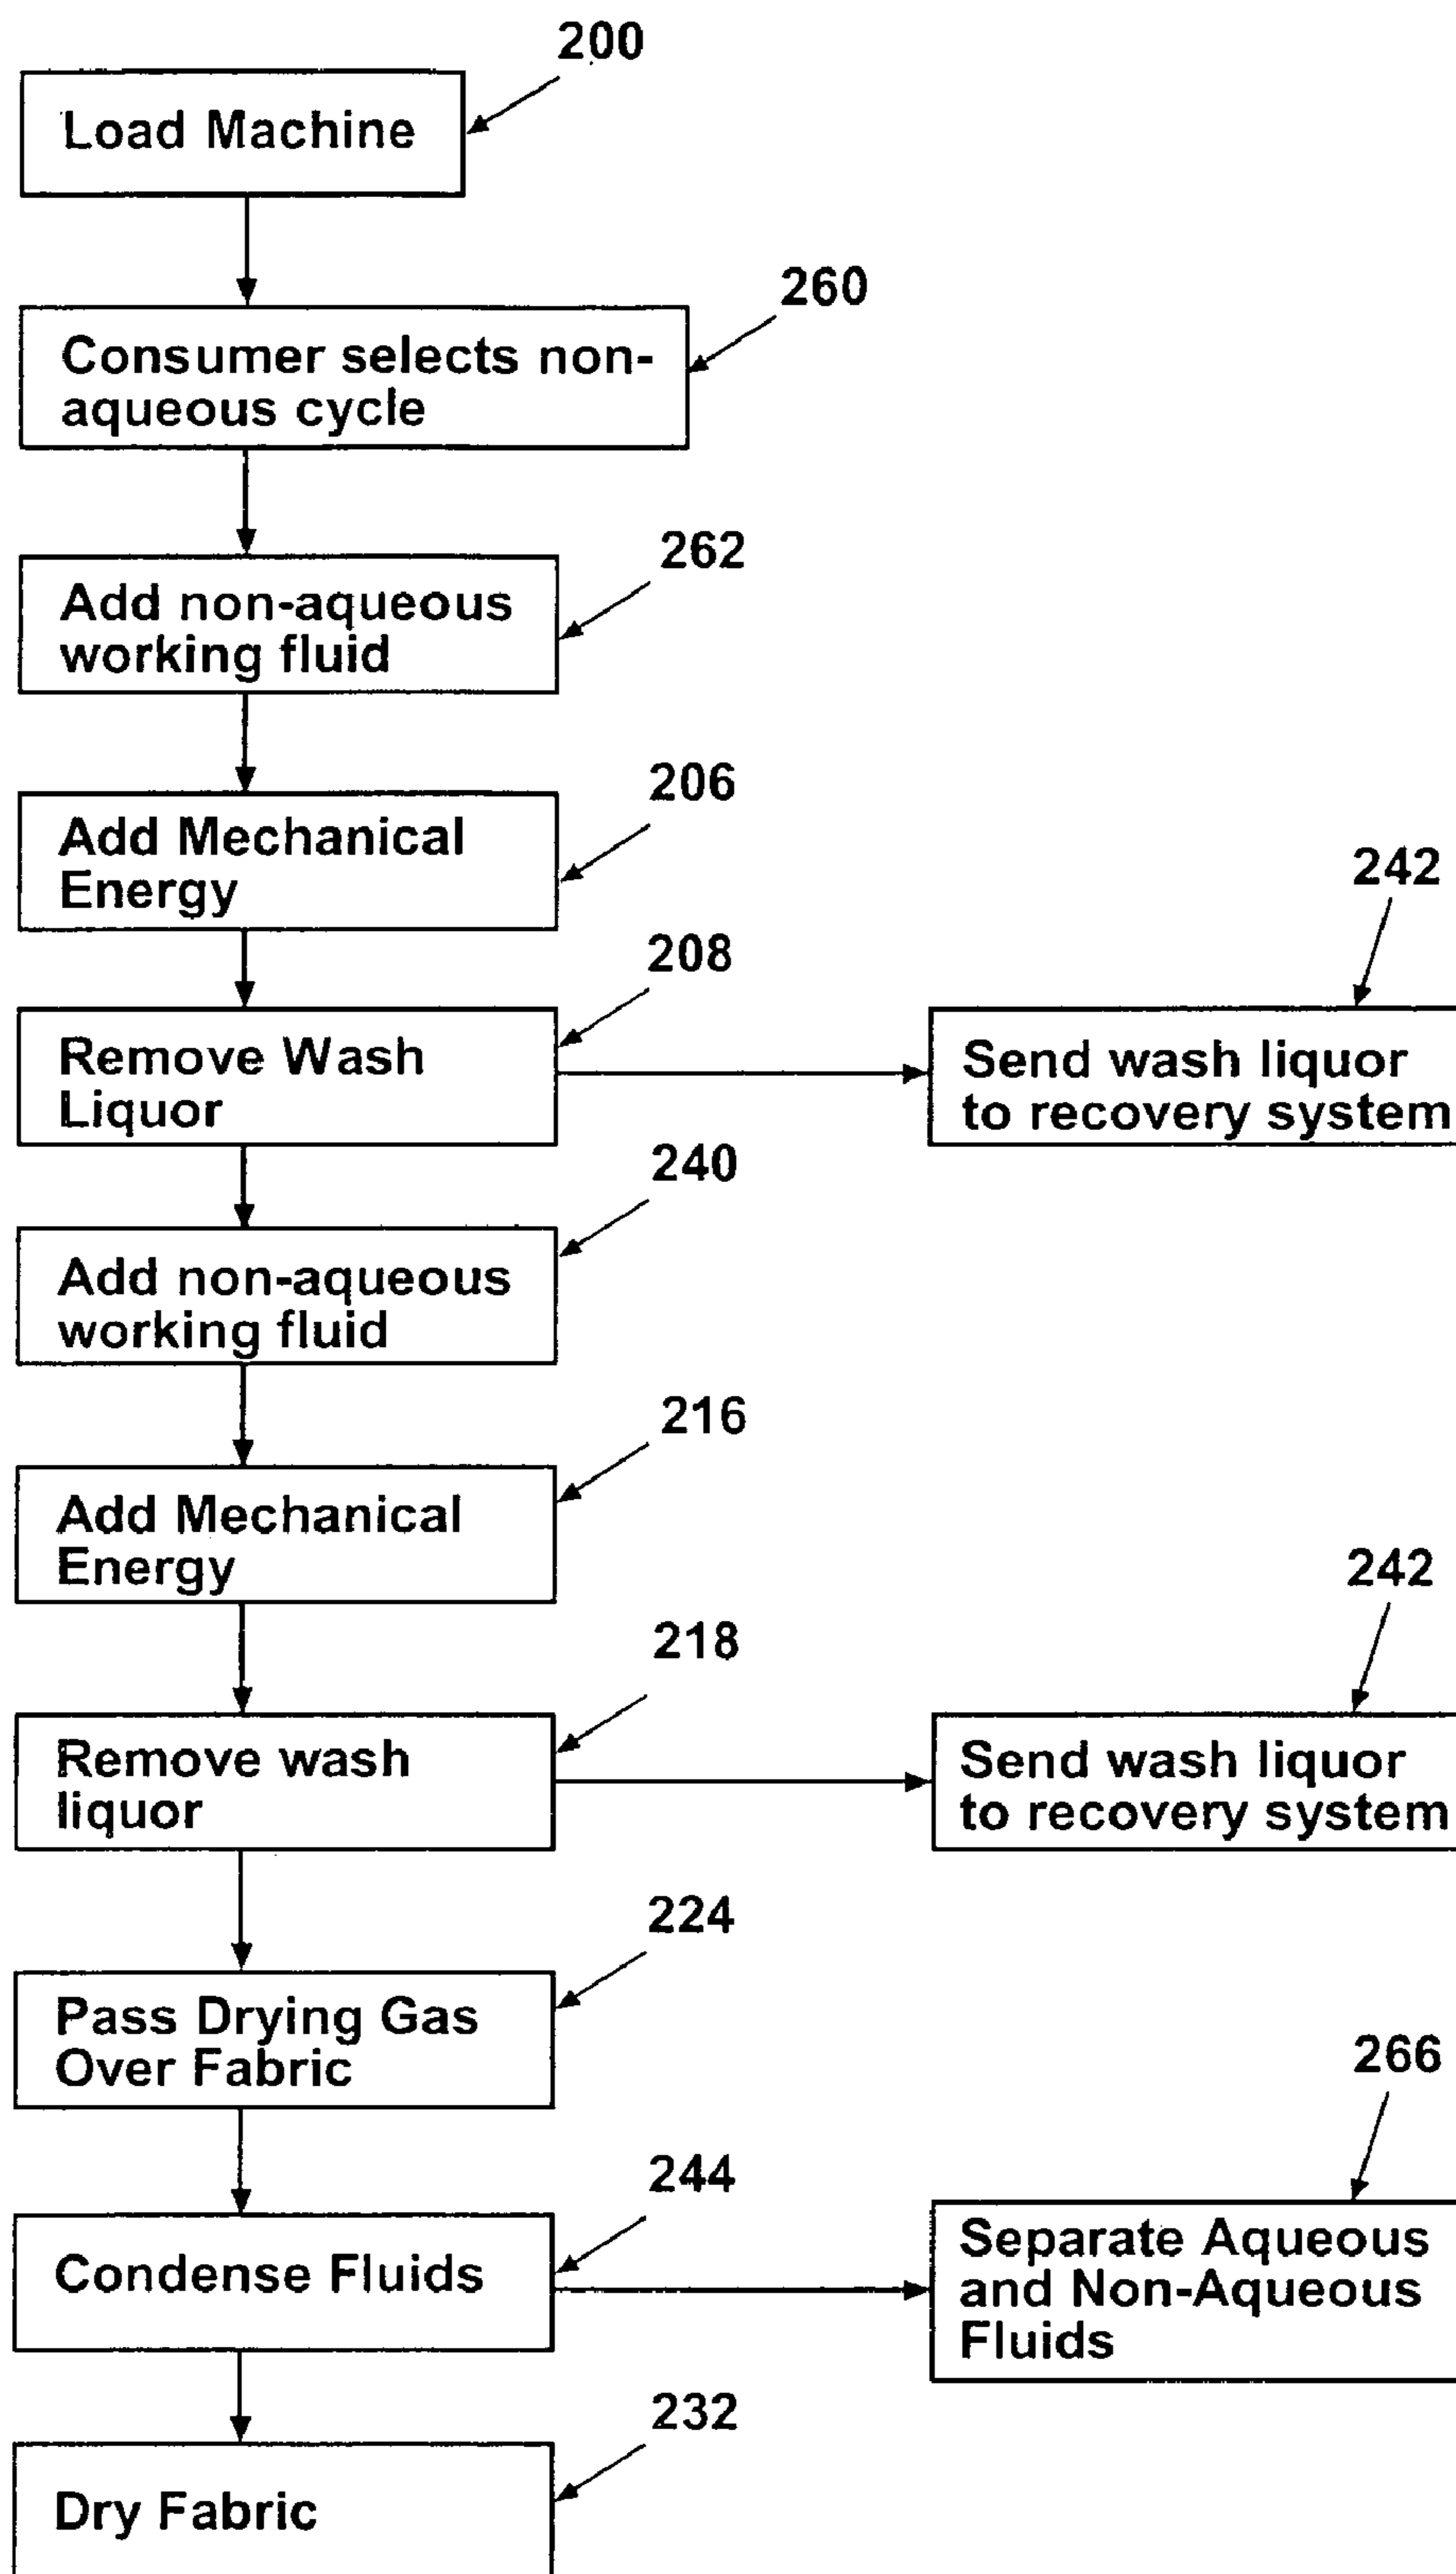 200
Load Machine
260
Consumer selects non-
aqueous cycle
262
Add non-aqueous
working fluid
206
Add Mechanical
Energy
242
208
Remove Wash
Liquor
Send wash liquor
to recovery system
240
Add non-aqueous
working fluid
216
Add Mechanical
Energy
242
218
Remove wash
liquor
Send wash liquor
to recovery system
224
Pass Drying Gas
Over Fabric
266
244
Condense Fluids
Separate Aqueous
and Non-Aqueous
Fluids
232
Dry Fabric